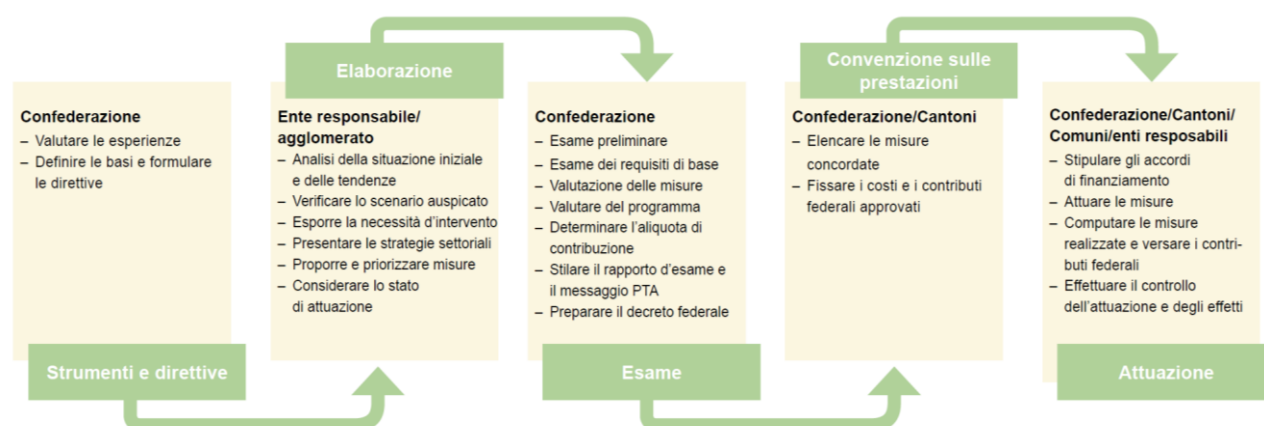 Strumenti e direttive
Confederazione
– Valutare le esperienze
– Definire le basi e formulare
le direttive
Elaborazione
Ente responsabile/
agglomerato
– Analisi della situazione iniziale
e delle tendenze
– Verificare lo scenario auspicato
– Esporre la necessità d’intervento
– Presentare le strategie settoriali
– Proporre e priorizzare misure
– Considerare lo stato
di attuazione
Esame
Confederazione
– Esame preliminare
– Esame dei requisiti di base
– Valutazione delle misure
– Valutare del programma
– Determinare l’aliquota di
contribuzione
– Stilare il rapporto d’esame e
il messaggio PTA
– Preparare il decreto federale
Convenzione sulle
prestazioni
Confederazione/Cantoni
– Elencare le misure
concordate
– Fissare i costi e i contributi
federali approvati
Attuazione
Confederazione/Cantoni/
Comuni/enti resposabili
– Stipulare gli accordi
di finanziamento
– Attuare le misure
– Computare le misure
realizzate e versare i contri-
buti federali
– Effettuare il controllo
dell’attuazione e degli effetti